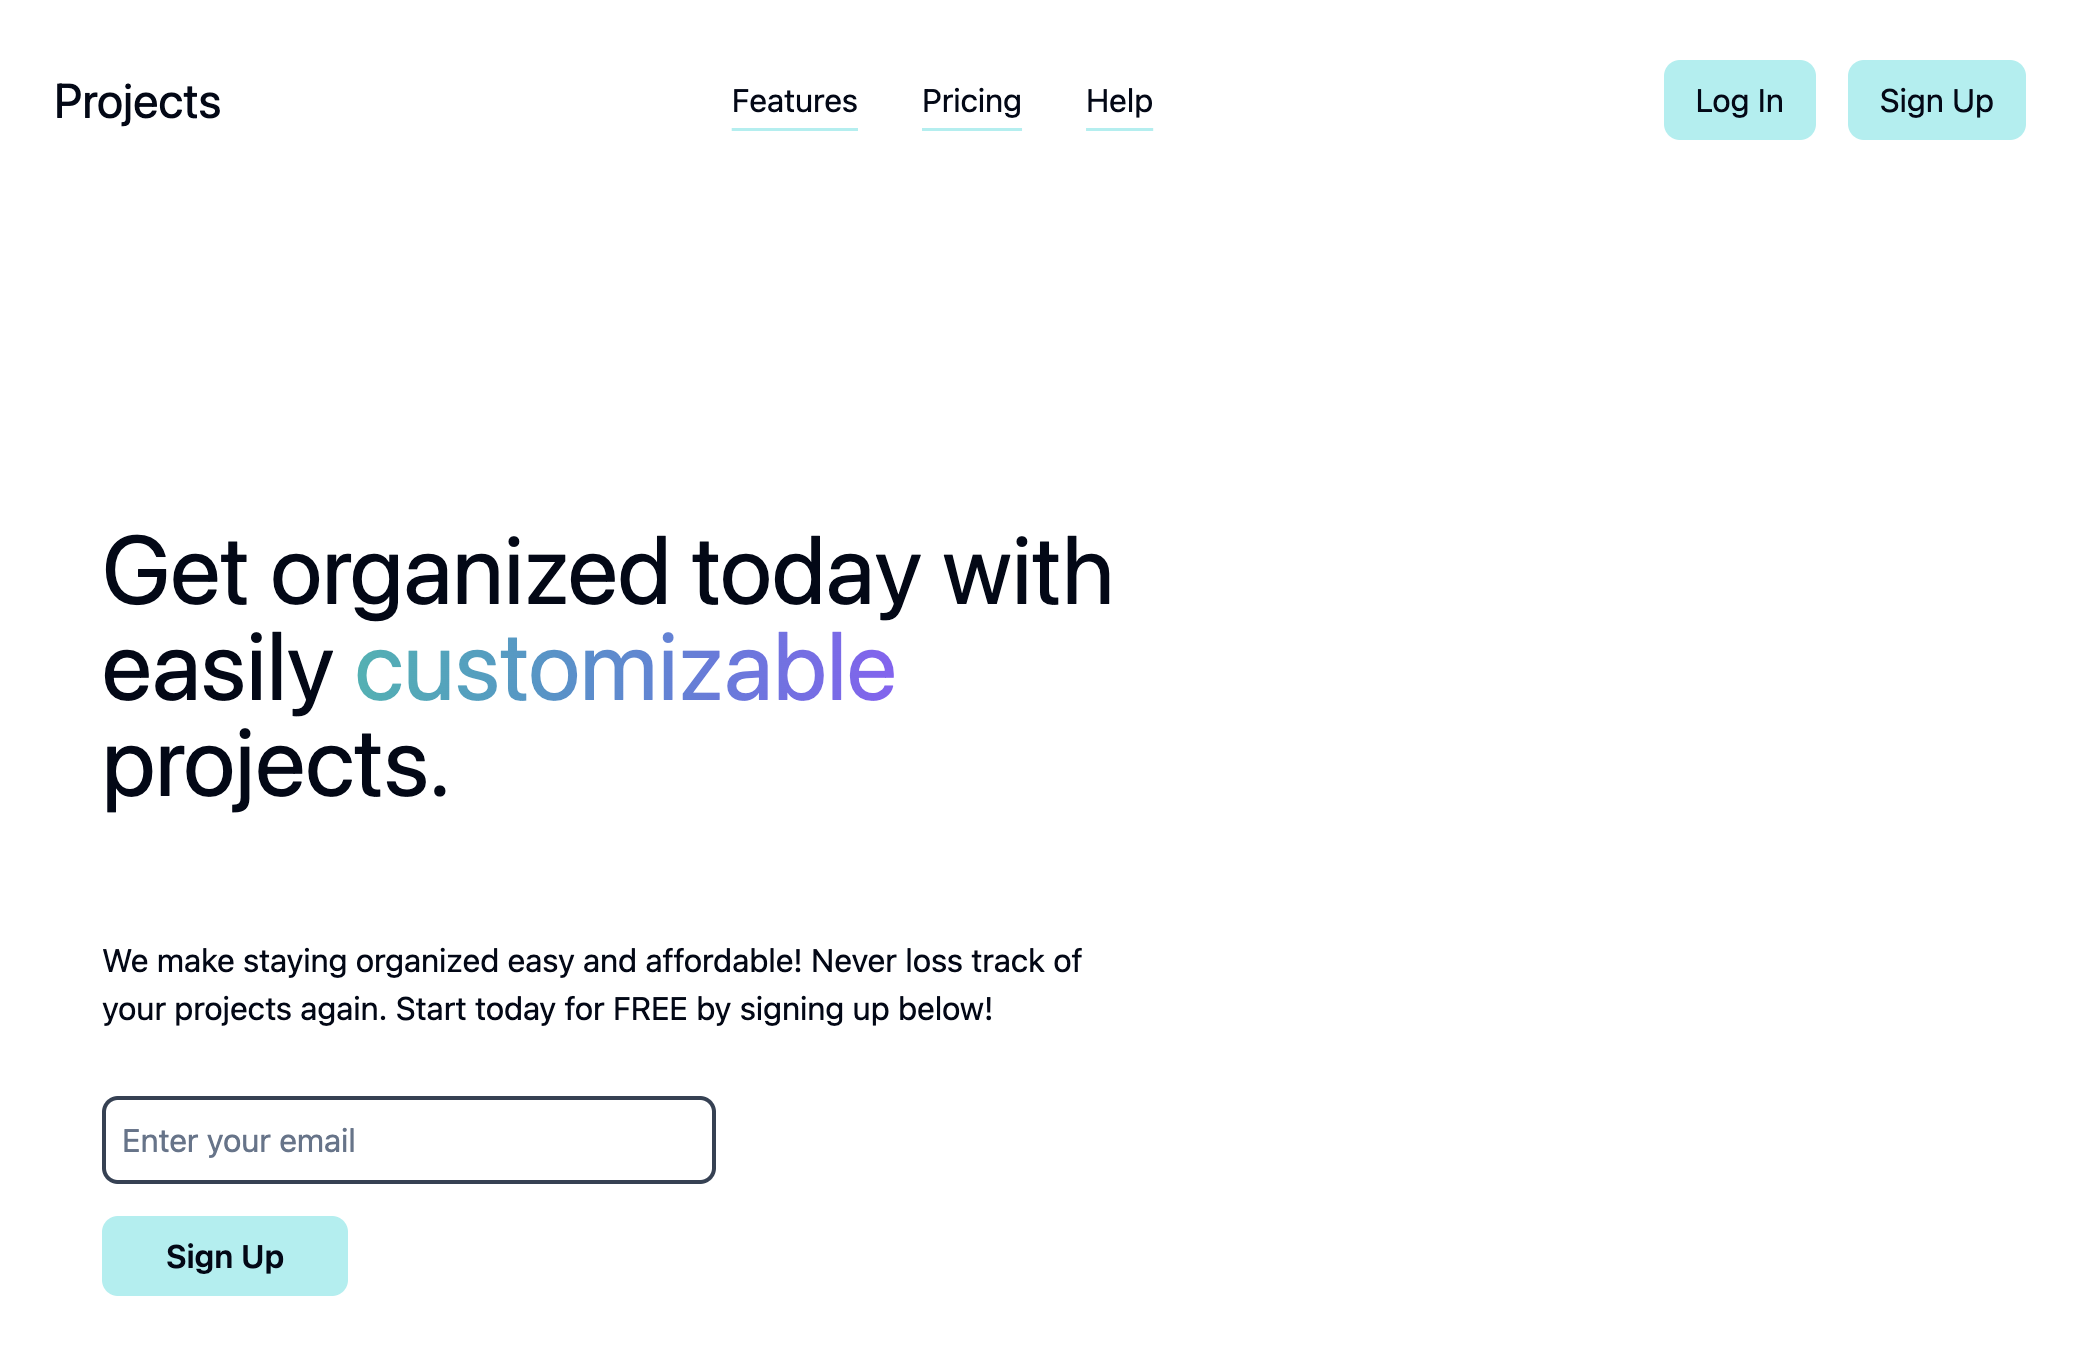 Projects
Features
Pricing
Help
Log In
Sign Up
Get organized today with
easily customizable
projects.
We make staying organized easy and affordable! Never loss track of
your projects again. Start today for FREE by signing up below!
Enter your email
Sign Up